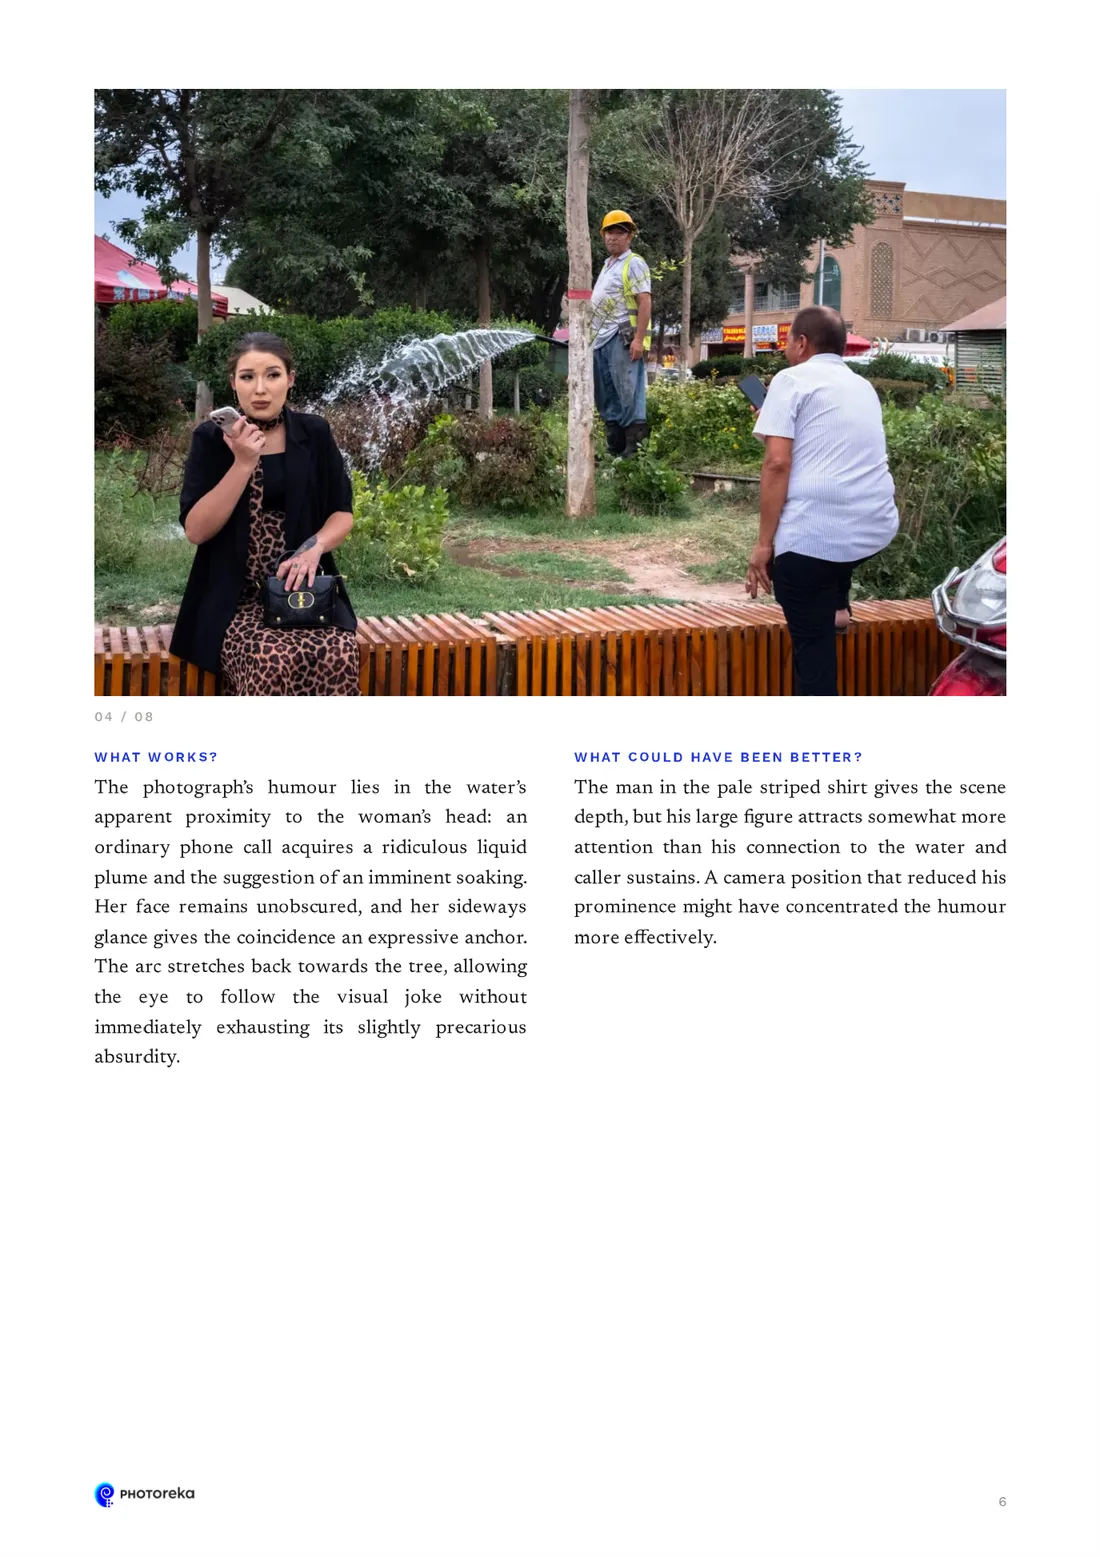 04 / 08
WHAT WORKS?
The photograph’s humour lies in the water’s
apparent proximity to the woman’s head: an
ordinary phone call acquires a ridiculous liquid
plume and the suggestion of an imminent soaking.
Her face remains unobscured, and her sideways
glance gives the coincidence an expressive anchor.
The arc stretches back towards the tree, allowing
the eye to follow the visual joke without
immediately exhausting its slightly precarious
absurdity.
WHAT COULD HAVE BEEN BETTER?
The man in the pale striped shirt gives the scene
depth, but his large figure attracts somewhat more
attention than his connection to the water and
caller sustains. A camera position that reduced his
prominence might have concentrated the humour
more effectively.
PHOTOreka
6